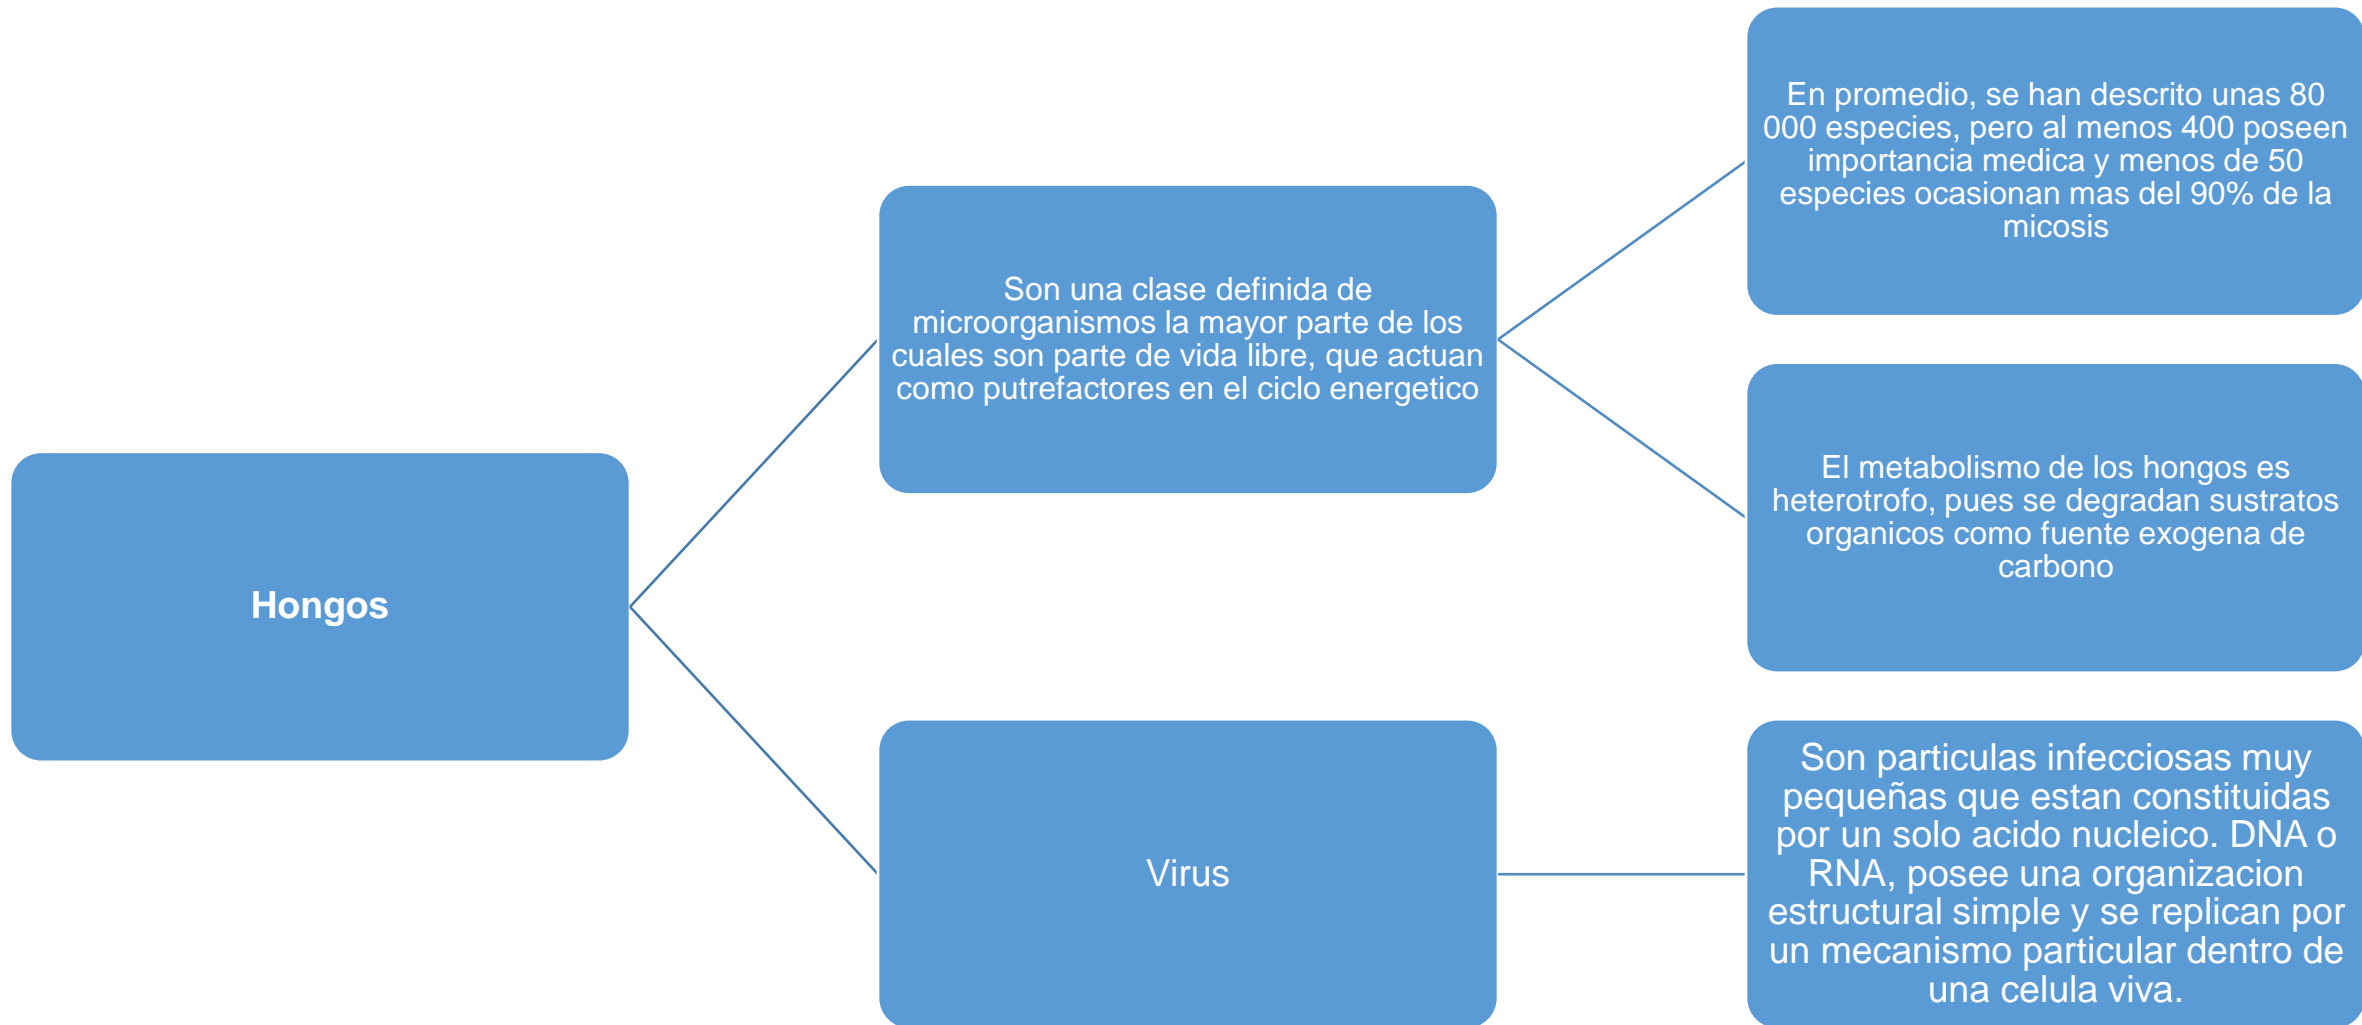 Hongos
Son una clase definida de
microorganismos la mayor parte de los
cuales son parte de vida libre, que actuan
como putrefactores en el ciclo energetico
En promedio, se han descrito unas 80
000 especies, pero al menos 400 poseen
importancia medica y menos de 50
especies ocasionan mas del 90% de la
micosis
El metabolismo de los hongos es
heterotrofo, pues se degradan sustratos
organicos como fuente exogena de
carbono
Virus
Son particulas infecciosas muy
pequeñas que estan constituidas
por un solo acido nucleico. DNA o
RNA, posee una organizacion
estructural simple y se replican por
un mecanismo particular dentro de
una celula viva.